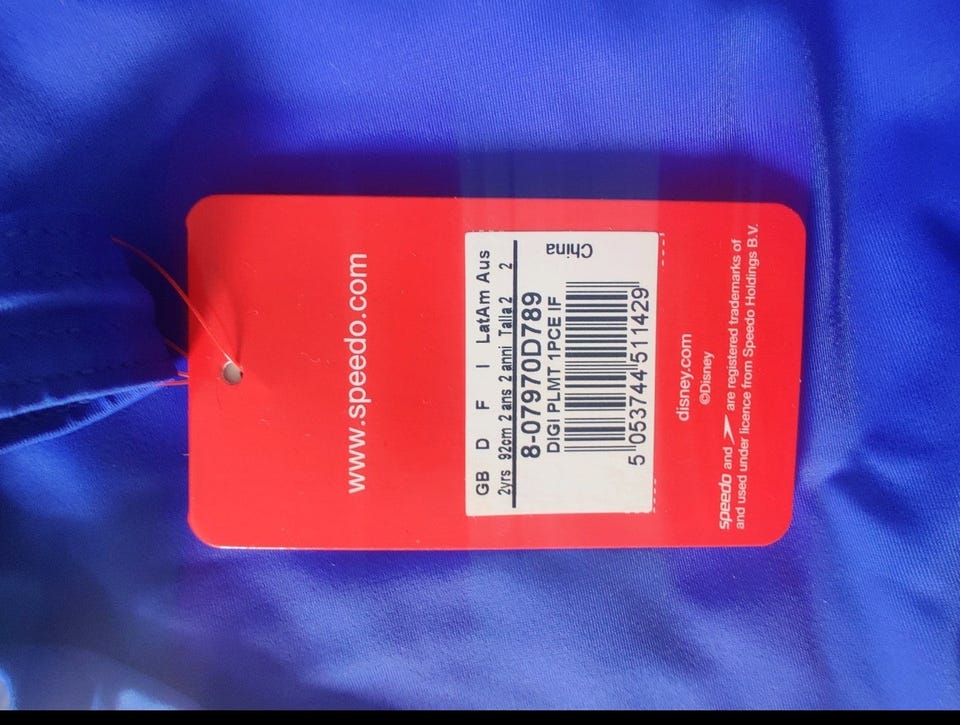 www.speedo.com
GB D F I LatAm Aus
2yrs 92cm 2 ans 2 anni Talla 2 2
8-07970D789
DIGI PLMT 1PCE IF
5 053744 511429
China
disney.com
©Disney
speedo and are registered trademarks of
and used under licence from Speedo Holdings B.V.